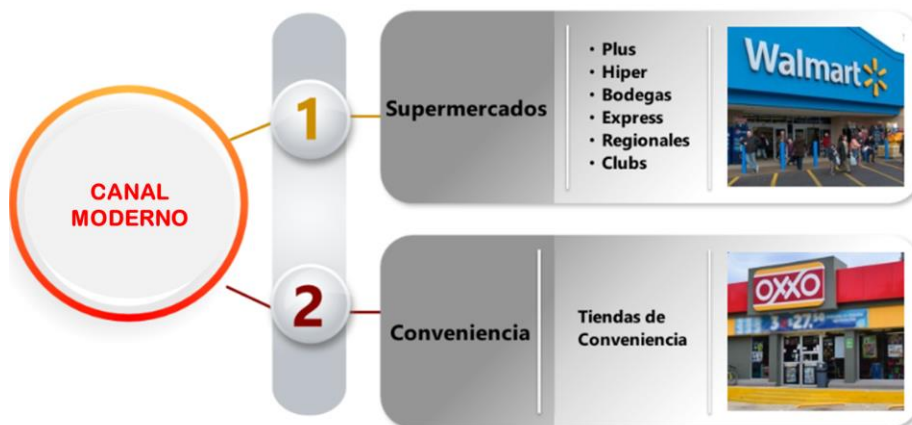 CANAL
MODERNO
1
Supermercados
• Plus
• Hiper
• Bodegas
• Express
• Regionales
• Clubs
Walmart
2
Conveniencia
Tiendas de
Conveniencia
OXXO